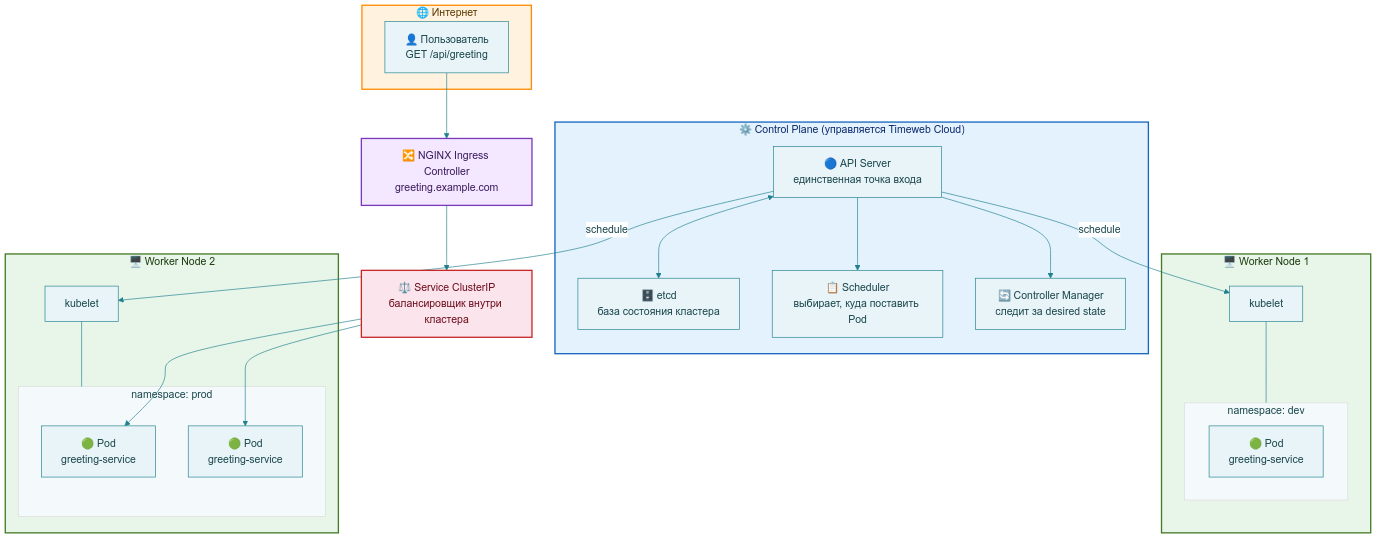 🌐 Интернет
👤 Пользователь
GET /api/greeting
🔀 NGINX Ingress
Controller
greeting.example.com
⚙️ Control Plane (управляется Timeweb Cloud)
🔵 API Server
единственная точка входа
schedule
schedule
🗄️ etcd
база состояния кластера
📋 Scheduler
выбирает, куда поставить
Pod
🔄 Controller Manager
следит за desired state
🖥️ Worker Node 2
kubelet
⚖️ Service ClusterIP
балансировщик внутри
кластера
namespace: prod
🟢 Pod
greeting-service
🟢 Pod
greeting-service
🖥️ Worker Node 1
kubelet
namespace: dev
🟢 Pod
greeting-service